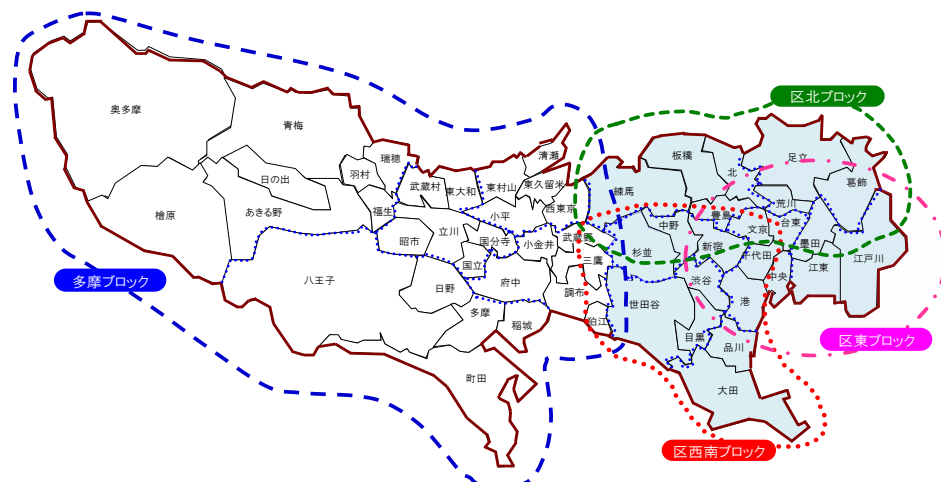 区北ブロック
奥多摩
青梅
瑞穂
清瀬
板橋
北
足立
羽村
武蔵村
東大和
東村山
東久留米
練馬
葛飾
日の出
檜原
あきる野
福生
小平
西東京
荒川
豊島
台東
文京
中野
昭市
立川
国分寺
小金井
武蔵野
杉並
新宿
千代田
墨田
国立
三鷹
渋谷
中央
江東
江戸川
多摩ブロック
八王子
日野
府中
調布
世田谷
港
多摩
稲城
狛江
目黒
品川
区東ブロック
町田
大田
区西南ブロック